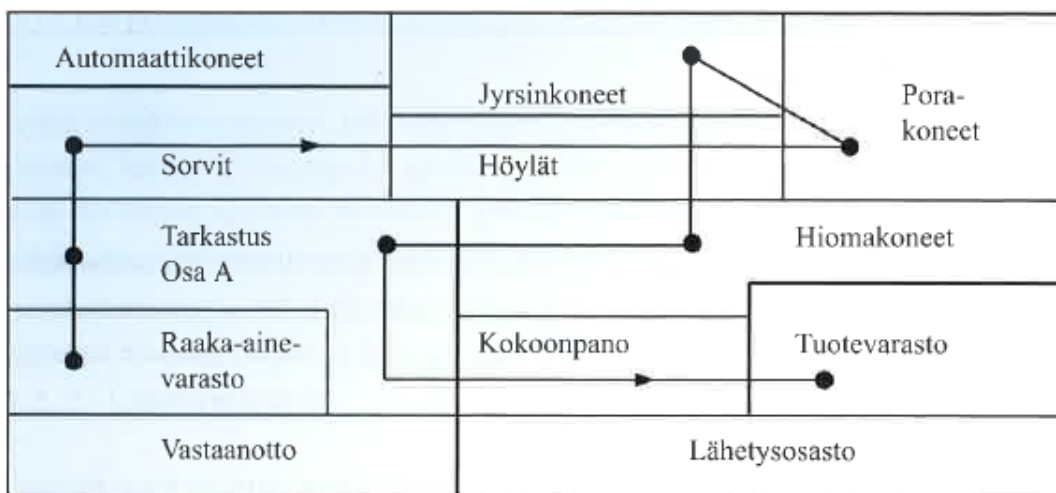 Automaattikoneet
Jyrsinkoneet
Pora-
koneet
Sorvit
Höylät
Tarkastus
Osa A
Hiomakoneet
Raaka-aine-
varasto
Kokoonpano
Tuotevarasto
Vastaanotto
Lähetysosasto